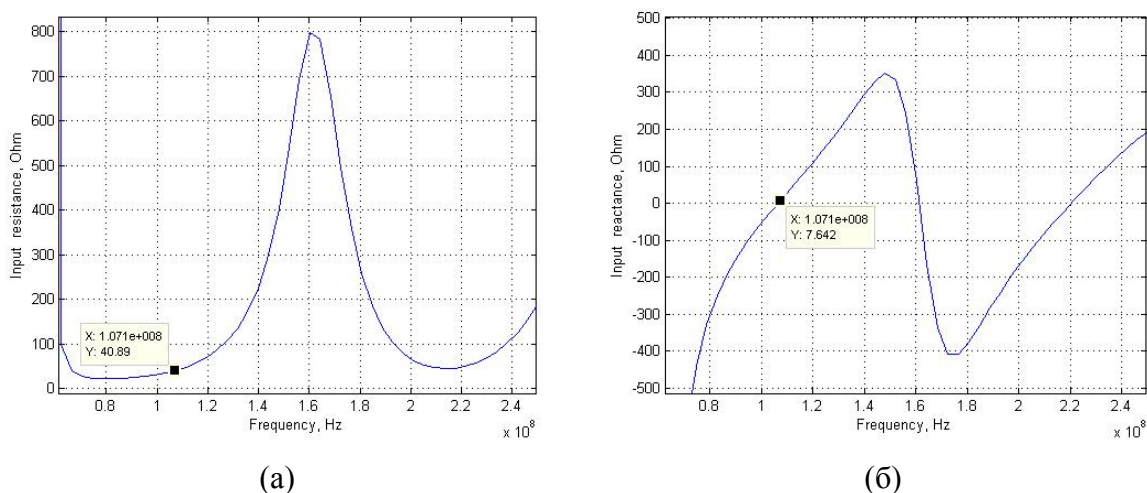 800
700
600
500
400
300
200
100
0
Input resistance, Ohm
X: 1.071e+008
Y: 40.89
0.8 1 1.2 1.4 1.6 1.8 2 2.2 2.4
Frequency, Hz
x 10^8
(а)
500
400
300
200
100
0
-100
-200
-300
-400
-500
Input reactance, Ohm
X: 1.071e+008
Y: 7.642
0.8 1 1.2 1.4 1.6 1.8 2 2.2 2.4
Frequency, Hz
x 10^8
(б)